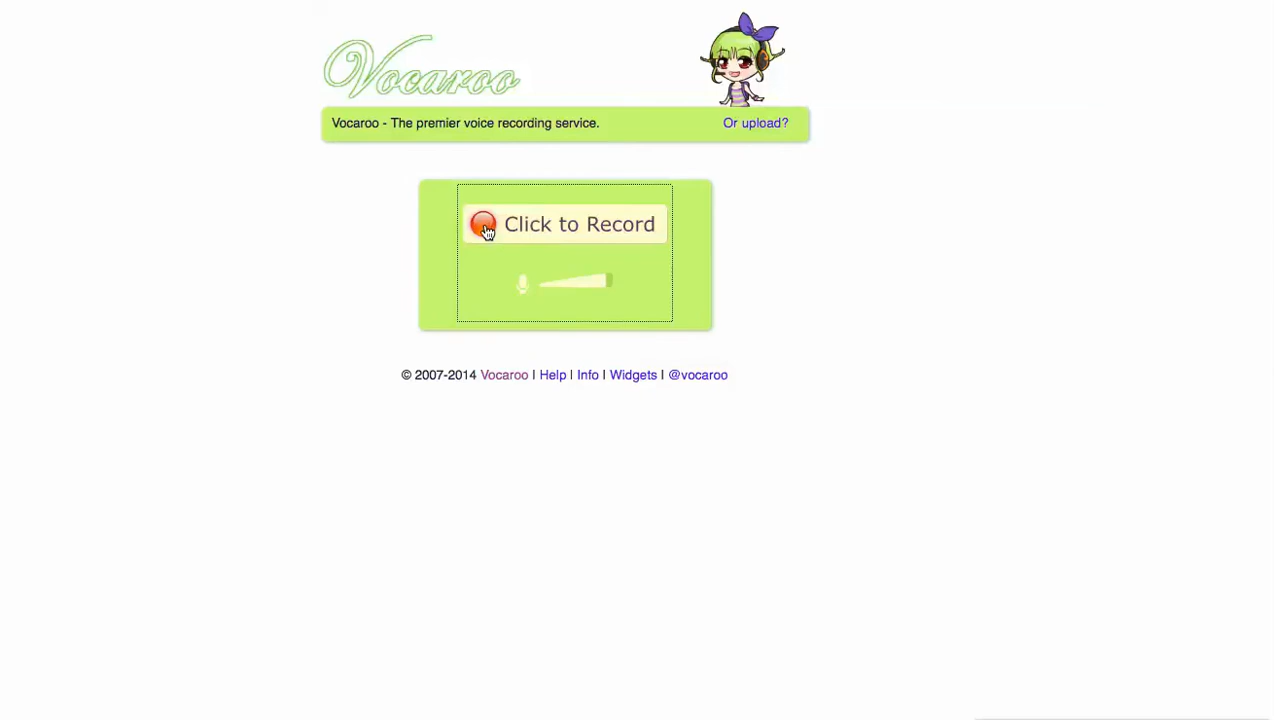 Vocaroo
Vocaroo - The premier voice recording service.
Or upload?
Click to Record
© 2007-2014 Vocaroo | Help | Info | Widgets | @vocaroo